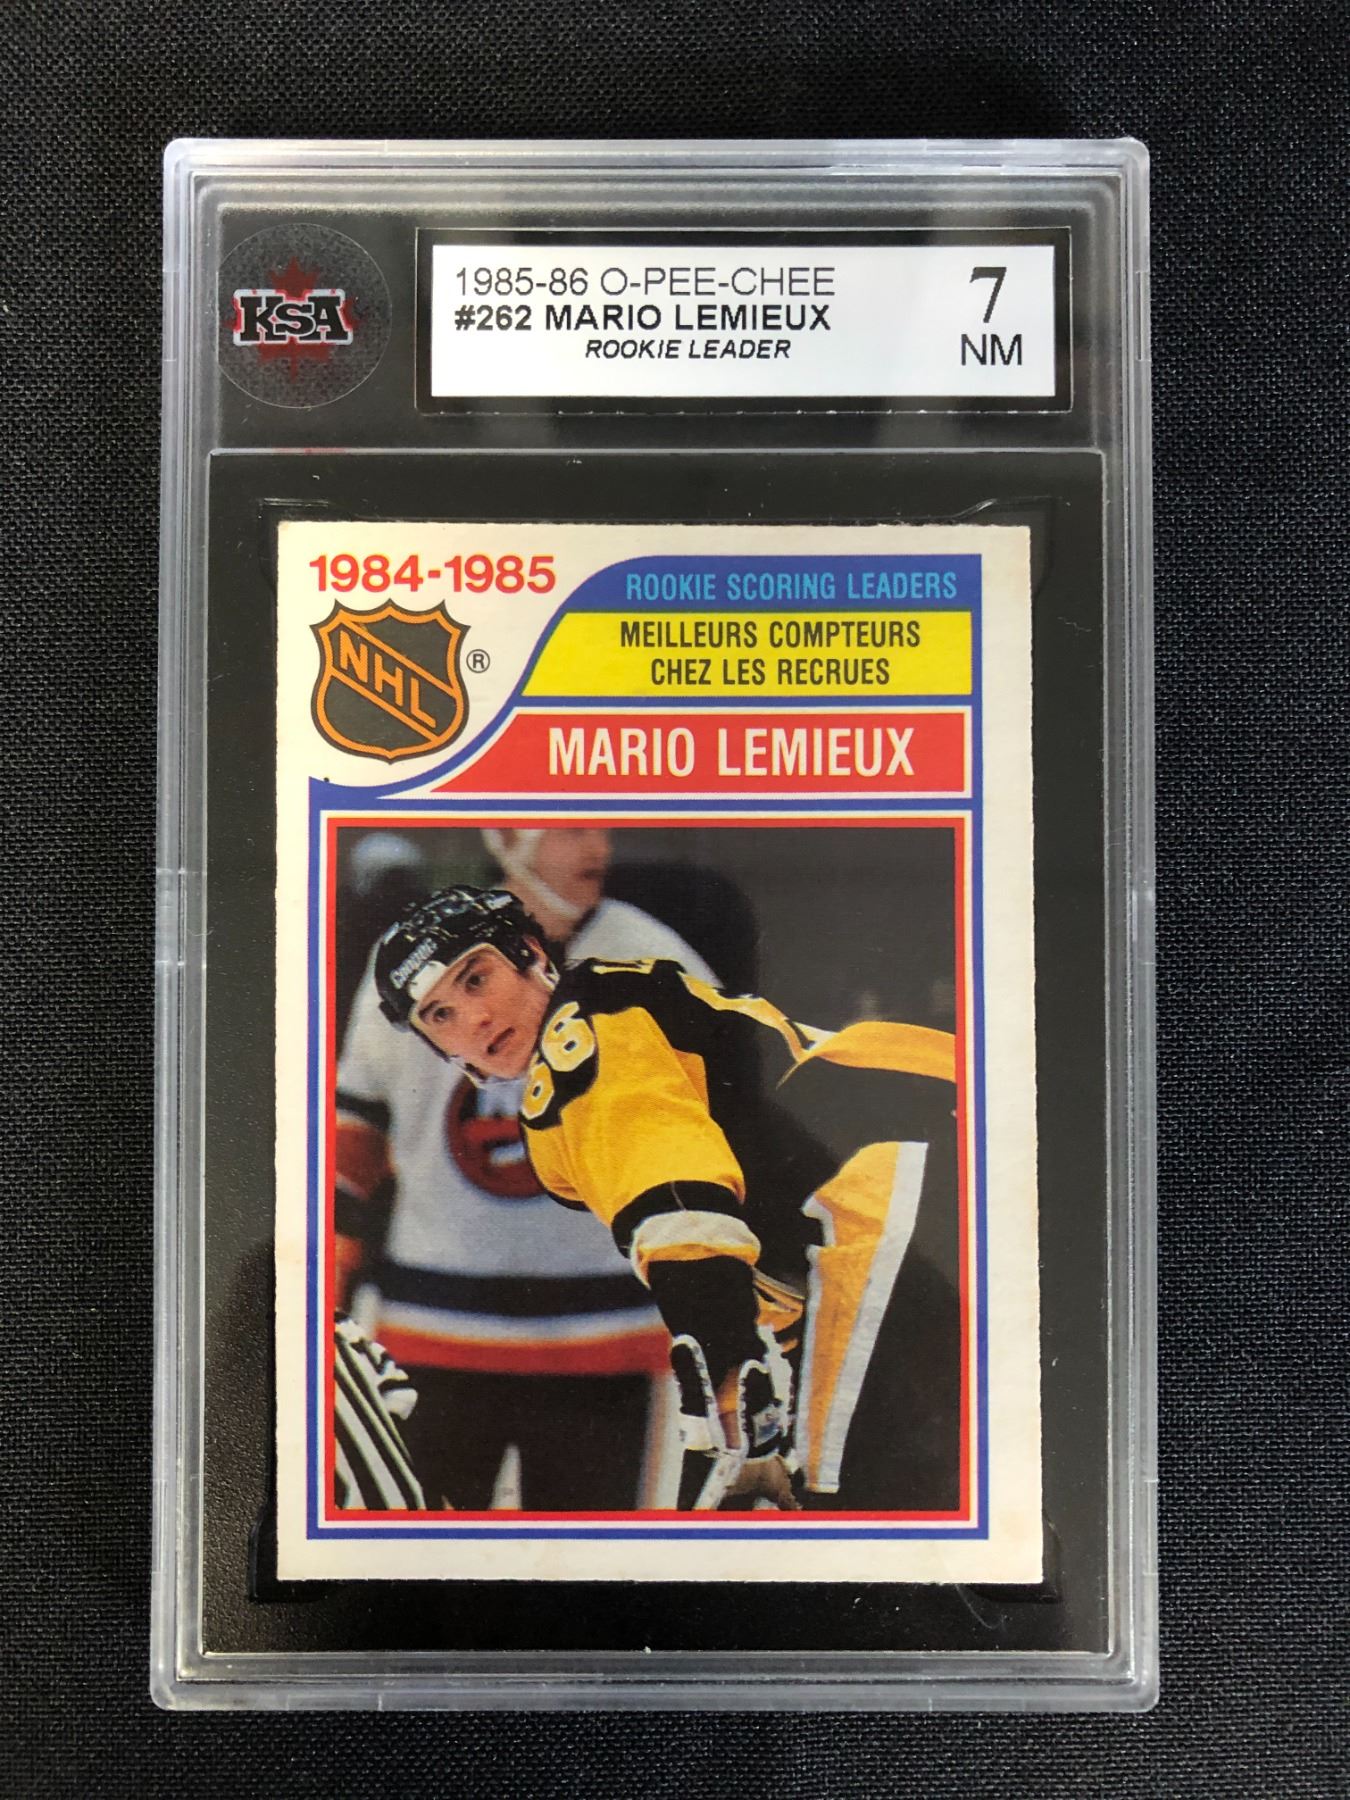 KSA
1985-86 O-PEE-CHEE
#262 MARIO LEMIEUX
ROOKIE LEADER
7
NM
1984-1985
NHL
®
ROOKIE SCORING LEADERS
MEILLEURS COMPTEURS
CHEZ LES RECRUES
MARIO LEMIEUX
66